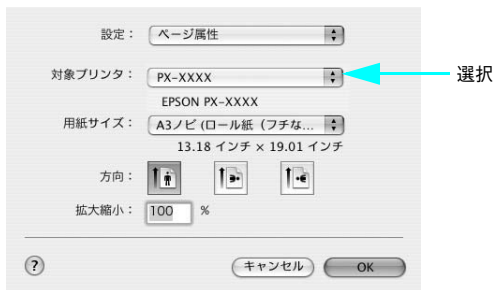 設定： ページ属性
対象プリンタ： PX-XXXX 選択
EPSON PX-XXXX
用紙サイズ： A3ノビ (ロール紙（フチな...
13.18 インチ × 19.01 インチ
方向：
拡大縮小： 100 %
? キャンセル OK